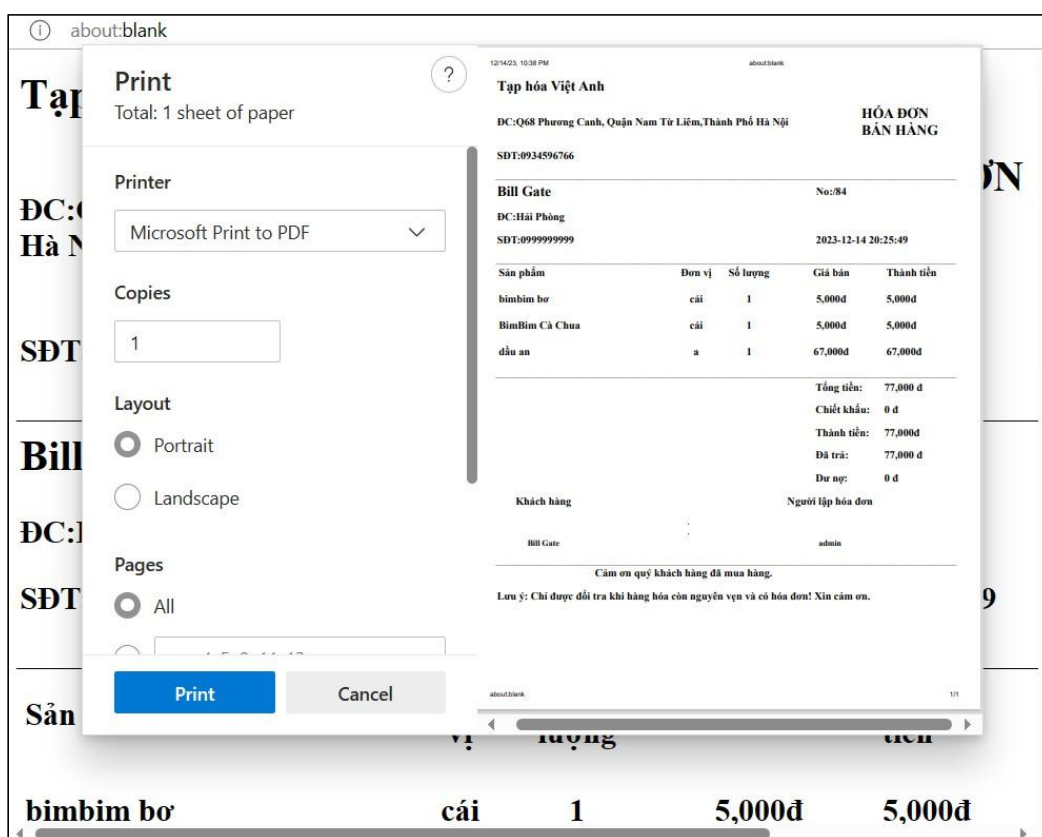 about:blank
Tạp
ĐN
ĐC:
Hà N
SĐT
Bill
ĐC:
SĐT
9
Sản
vị lượng tiền
bimbim bơ cái 1 5,000đ 5,000đ
Print
?
Total: 1 sheet of paper
Printer
Microsoft Print to PDF
Copies
1
Layout
Portrait
Landscape
Pages
All
Print Cancel
12/14/23, 10:38 PM about:blank
Tạp hóa Việt Anh
ĐC:Q68 Phương Canh, Quận Nam Từ Liêm,Thành Phố Hà Nội
HÓA ĐƠN
BÁN HÀNG
SĐT:0934596766
Bill Gate No:/84
ĐC:Hải Phòng
SĐT:0999999999 2023-12-14 20:25:49
Sản phẩm Đơn vị Số lượng Giá bán Thành tiền
bimbim bơ cái 1 5,000đ 5,000đ
BimBim Cà Chua cái 1 5,000đ 5,000đ
dầu an a 1 67,000đ 67,000đ
Tổng tiền: 77,000 đ
Chiết khấu: 0 đ
Thành tiền: 77,000đ
Đã trả: 77,000 đ
Dư nợ: 0 đ
Khách hàng Người lập hóa đơn
Bill Gate admin
Cảm ơn quý khách hàng đã mua hàng.
Lưu ý: Chỉ được đổi tra khi hàng hóa còn nguyên vẹn và có hóa đơn! Xin cảm ơn.
about:blank 1/1